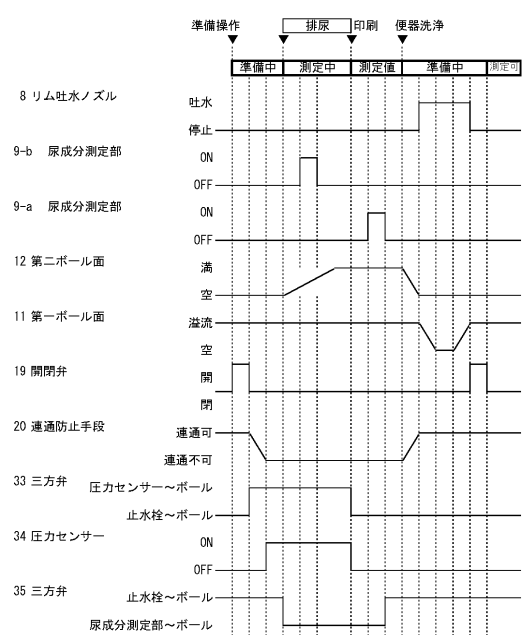 準備操作 排尿 印刷 便器洗浄
準備中 測定中 測定値 準備中 測定可
8 リム吐水ノズル 吐水
停止
9-b 尿成分測定部 ON
OFF
9-a 尿成分測定部 ON
OFF
12 第二ボール面 満
空
11 第一ボール面 溢流
空
19 開閉弁 開
閉
20 連通防止手段 連通可
連通不可
33 三方弁 圧力センサー～ボール
止水栓～ボール
34 圧力センサー ON
OFF
35 三方弁 止水栓～ボール
尿成分測定部～ボール